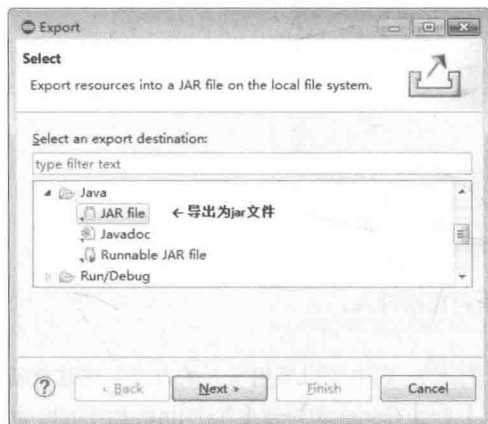 Export
Select
Export resources into a JAR file on the local file system.
Select an export destination:
type filter text
Java
JAR file ←导出为jar文件
Javadoc
Runnable JAR file
Run/Debug
?
< Back Next > Finish Cancel